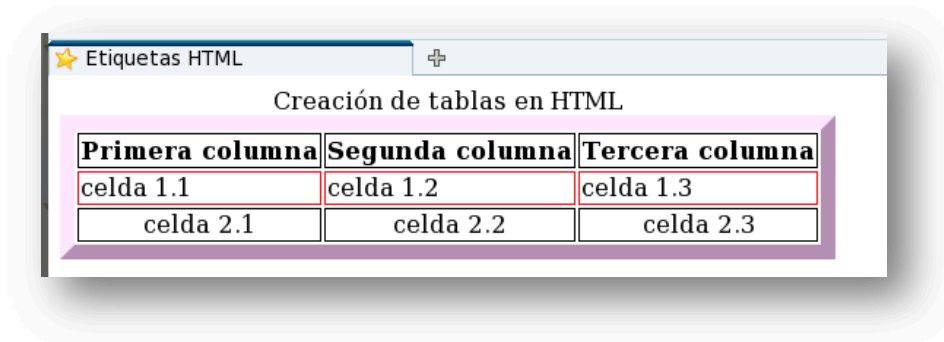 Etiquetas HTML
Creación de tablas en HTML
Primera columna Segunda columna Tercera columna
celda 1.1 celda 1.2 celda 1.3
celda 2.1 celda 2.2 celda 2.3